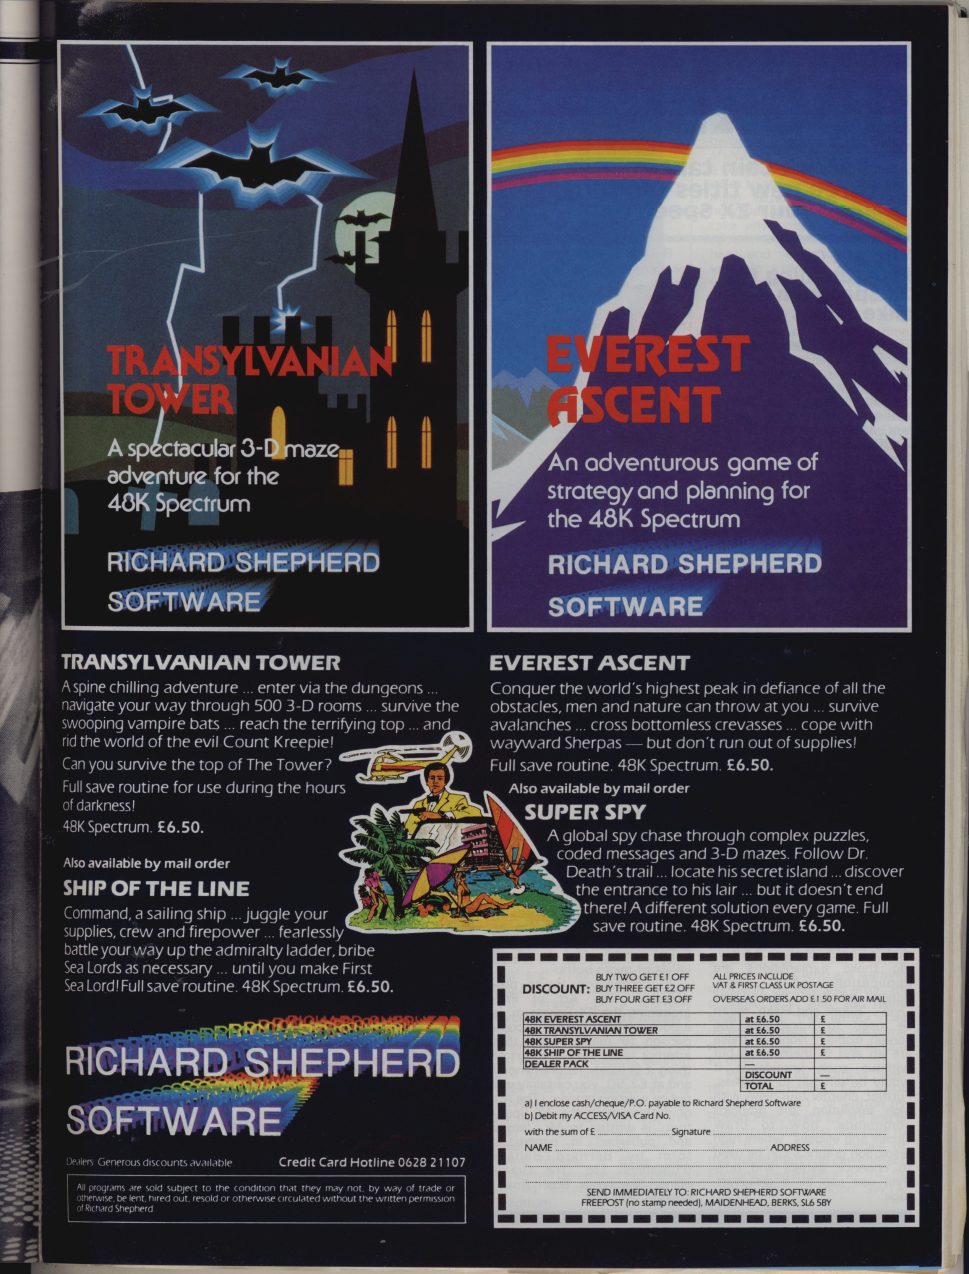 TRANSYLVANIAN
TOWER
A spectacular 3-D maze
adventure for the
48K Spectrum
RICHARD SHEPHERD
SOFTWARE
EVEREST
ASCENT
An adventurous game of
strategy and planning for
the 48K Spectrum
RICHARD SHEPHERD
SOFTWARE
TRANSYLVANIAN TOWER
A spine chilling adventure ... enter via the dungeons ...
navigate your way through 500 3-D rooms ... survive the
swooping vampire bats ... reach the terrifying top ... and
rid the world of the evil Count Kreepie!
Can you survive the top of The Tower?
Full save routine for use during the hours
of darkness!
48K Spectrum. £6.50.
Also available by mail order
SHIP OF THE LINE
Command, a sailing ship ... juggle your
supplies, crew and firepower ... fearlessly
battle your way up the admiralty ladder, bribe
Sea Lords as necessary ... until you make First
Sea Lord! Full save routine. 48K Spectrum. £6.50.
EVEREST ASCENT
Conquer the world's highest peak in defiance of all the
obstacles, men and nature can throw at you ... survive
avalanches ... cross bottomless crevasses ... cope with
wayward Sherpas — but don't run out of supplies!
Full save routine. 48K Spectrum. £6.50.
Also available by mail order
SUPER SPY
A global spy chase through complex puzzles,
coded messages and 3-D mazes. Follow Dr.
Death's trail ... locate his secret island ... discover
the entrance to his lair ... but it doesn't end
there! A different solution every game. Full
save routine. 48K Spectrum. £6.50.
RICHARD SHEPHERD
SOFTWARE
Dealers: Generous discounts available.
Credit Card Hotline 0628 21107
All programs are sold subject to the condition that they may not, by way of trade or
otherwise, be lent, hired out, resold or otherwise circulated without the written permission
of Richard Shepherd
DISCOUNT: BUY TWO GET £1 OFF
BUY THREE GET £2 OFF
BUY FOUR GET £3 OFF
ALL PRICES INCLUDE
VAT & FIRST CLASS UK POSTAGE
OVERSEAS ORDERS ADD £1.50 FOR AIR MAIL
48K EVEREST ASCENT at £6.50 £
48K TRANSYLVANIAN TOWER at £6.50 £
48K SUPER SPY at £6.50 £
48K SHIP OF THE LINE at £6.50 £
DEALER PACK —
DISCOUNT —
TOTAL £
a) I enclose cash/cheque/P.O. payable to Richard Shepherd Software
b) Debit my ACCESS/VISA Card No.
with the sum of £ Signature
NAME ADDRESS
SEND IMMEDIATELY TO: RICHARD SHEPHERD SOFTWARE
FREEPOST (no stamp needed), MAIDENHEAD, BERKS, SL6 5BY